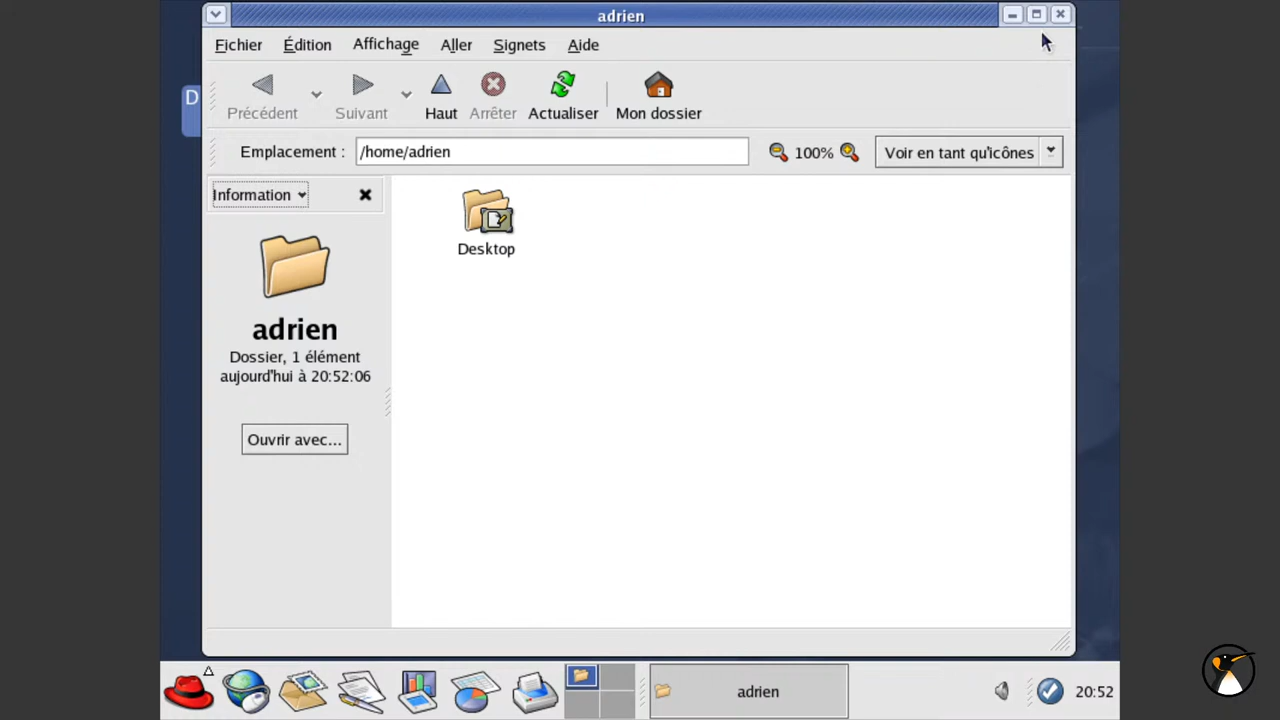 adrien
Fichier Édition Affichage Aller Signets Aide
Précédent Suivant Haut Arrêter Actualiser Mon dossier
Emplacement : /home/adrien 100% Voir en tant qu'icônes
Information
D
Desktop
adrien
Dossier, 1 élément
aujourd'hui à 20:52:06
Ouvrir avec...
adrien 20:52